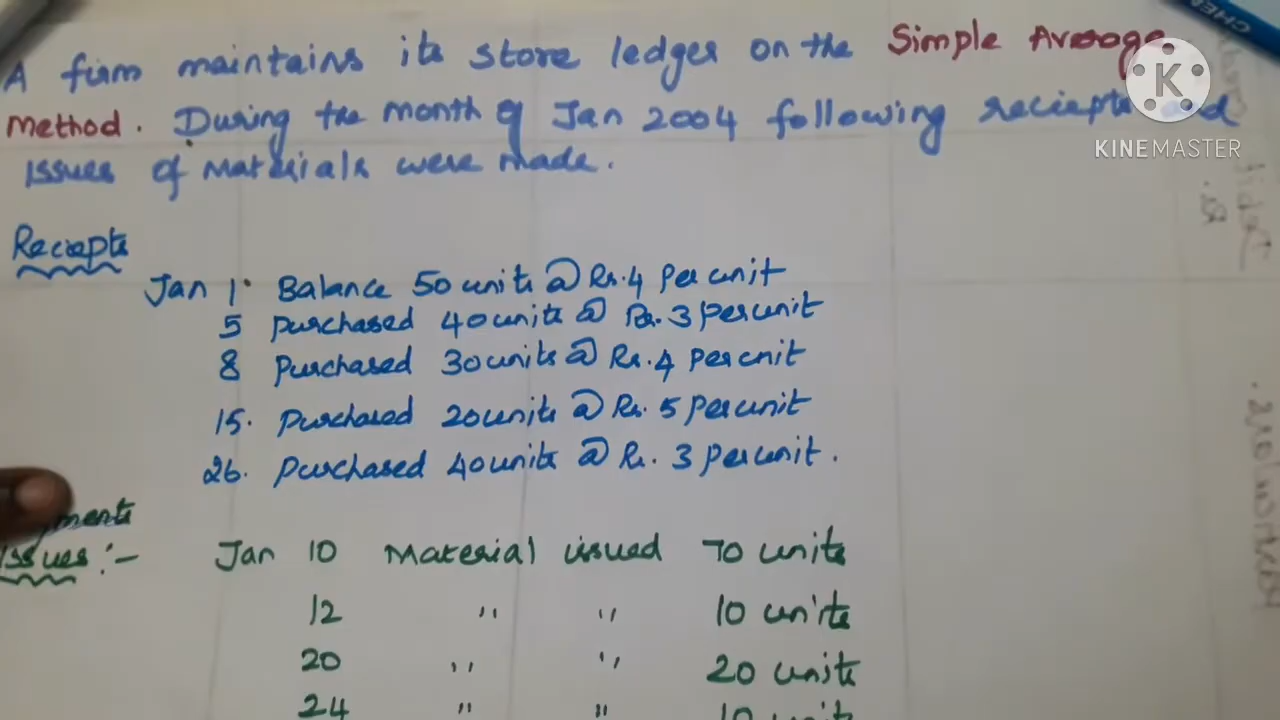 A firm maintains its store ledger on the Simple Average
Method. During the month of Jan 2004 following reciepts and
issues of Materials were made.
Reciepts
Jan 1. Balance 50 units @ Rs. 4 Per unit
5 purchased 40 units @ Rs. 3 per unit
8 Purchased 30 units @ Rs. 4 per unit
15. Purchased 20 units @ Rs. 5 per unit
26. Purchased 40 units @ Rs. 3 per unit.
Issues :-
Jan 10 Material issued 70 units
12 " " 10 units
20 " " 20 units
24 " " 10 units
K
KINEMASTER